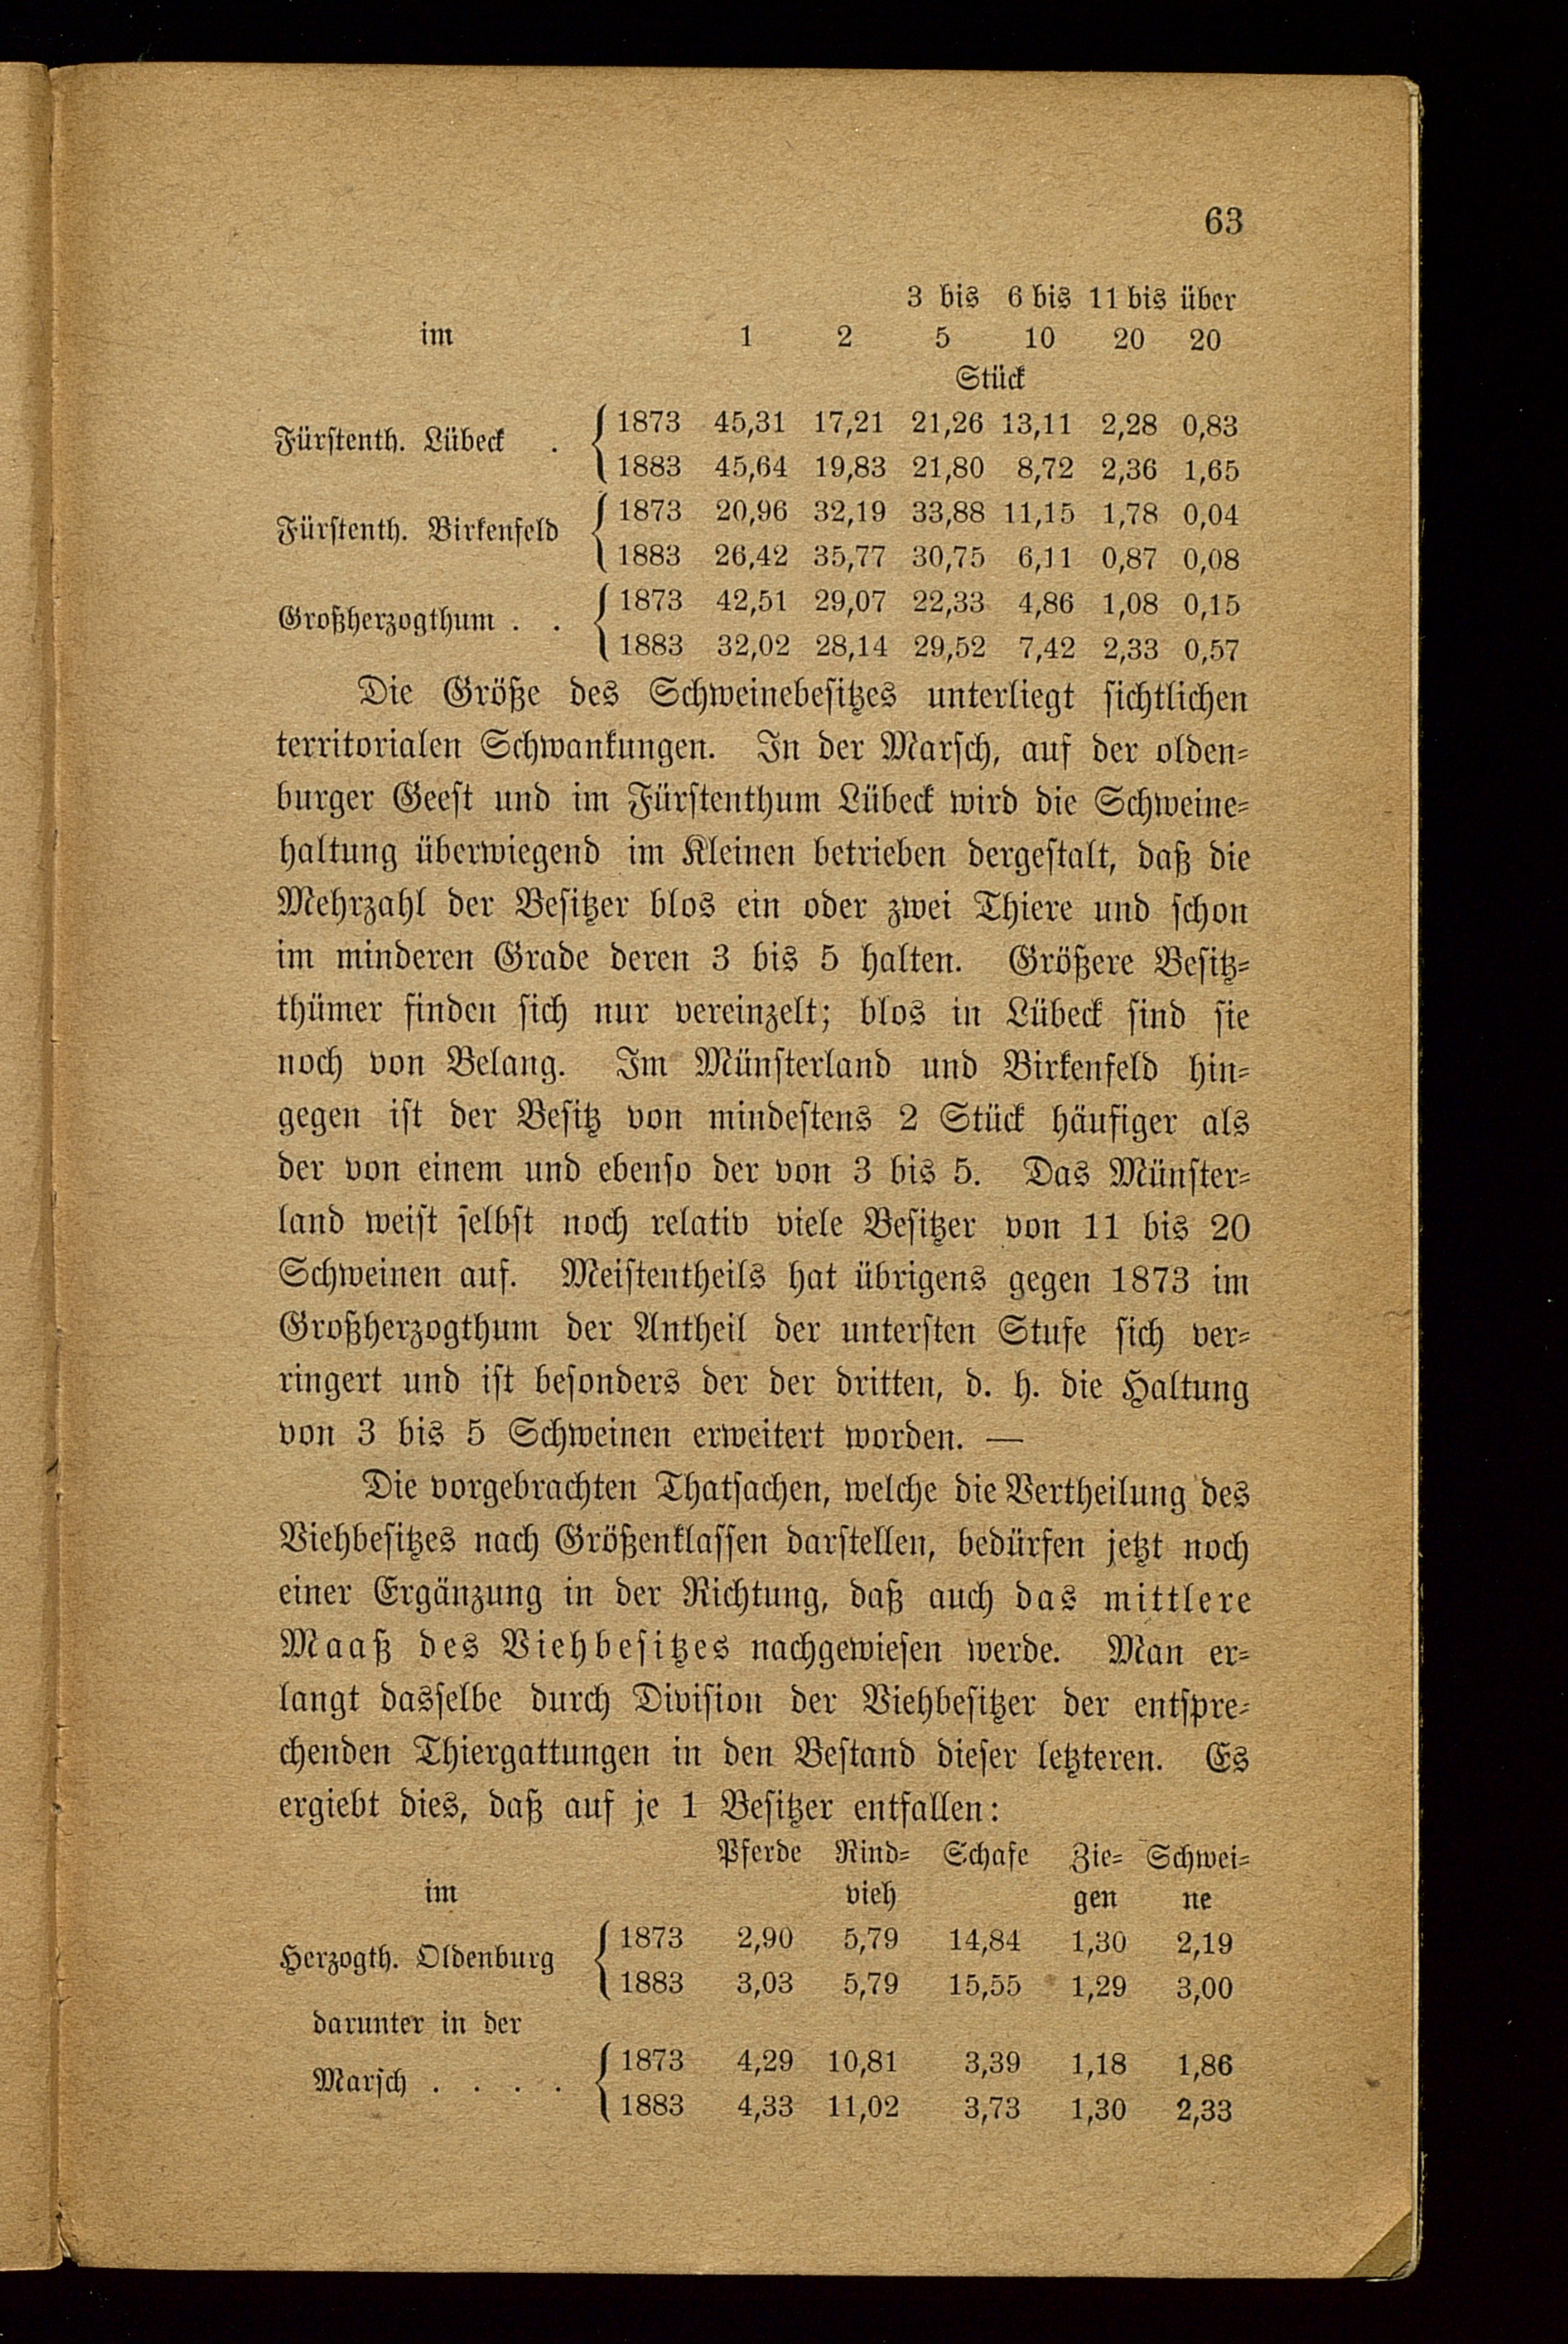 63
3 bis 6 bis 11 bis über
im 1 2 5 10 20 20
Stück
Fürstenth. Lübeck . { 1873 45,31 17,21 21,26 13,11 2,28 0,83
1883 45,64 19,83 21,80 8,72 2,36 1,65
Fürstenth. Birkenfeld { 1873 20,96 32,19 33,88 11,15 1,78 0,04
1883 26,42 35,77 30,75 6,11 0,87 0,08
Großherzogthum . . { 1873 42,51 29,07 22,33 4,86 1,08 0,15
1883 32,02 28,14 29,52 7,42 2,33 0,57
Die Größe des Schweinebesitzes unterliegt sichtlichen
territorialen Schwankungen. In der Marsch, auf der olden-
burger Geest und im Fürstenthum Lübeck wird die Schweine-
haltung überwiegend im Kleinen betrieben dergestalt, daß die
Mehrzahl der Besitzer blos ein oder zwei Thiere und schon
im minderen Grade deren 3 bis 5 halten. Größere Besitz-
thümer finden sich nur vereinzelt; blos in Lübeck sind sie
noch von Belang. Im Münsterland und Birkenfeld hin-
gegen ist der Besitz von mindestens 2 Stück häufiger als
der von einem und ebenso der von 3 bis 5. Das Münster-
land weist selbst noch relativ viele Besitzer von 11 bis 20
Schweinen auf. Meistentheils hat übrigens gegen 1873 im
Großherzogthum der Antheil der untersten Stufe sich ver-
ringert und ist besonders der der dritten, d. h. die Haltung
von 3 bis 5 Schweinen erweitert worden. —
Die vorgebrachten Thatsachen, welche die Vertheilung des
Viehbesitzes nach Größenklassen darstellen, bedürfen jetzt noch
einer Ergänzung in der Richtung, daß auch das mittlere
Maaß des Viehbesitzes nachgewiesen werde. Man er-
langt dasselbe durch Division der Viehbesitzer der entspre-
chenden Thiergattungen in den Bestand dieser letzteren. Es
ergiebt dies, daß auf je 1 Besitzer entfallen:
Pferde Rind- Schafe Zie- Schwei-
im vieh gen ne
Herzogth. Oldenburg { 1873 2,90 5,79 14,84 1,30 2,19
1883 3,03 5,79 15,55 1,29 3,00
darunter in der
Marsch . . . . { 1873 4,29 10,81 3,39 1,18 1,86
1883 4,33 11,02 3,73 1,30 2,33